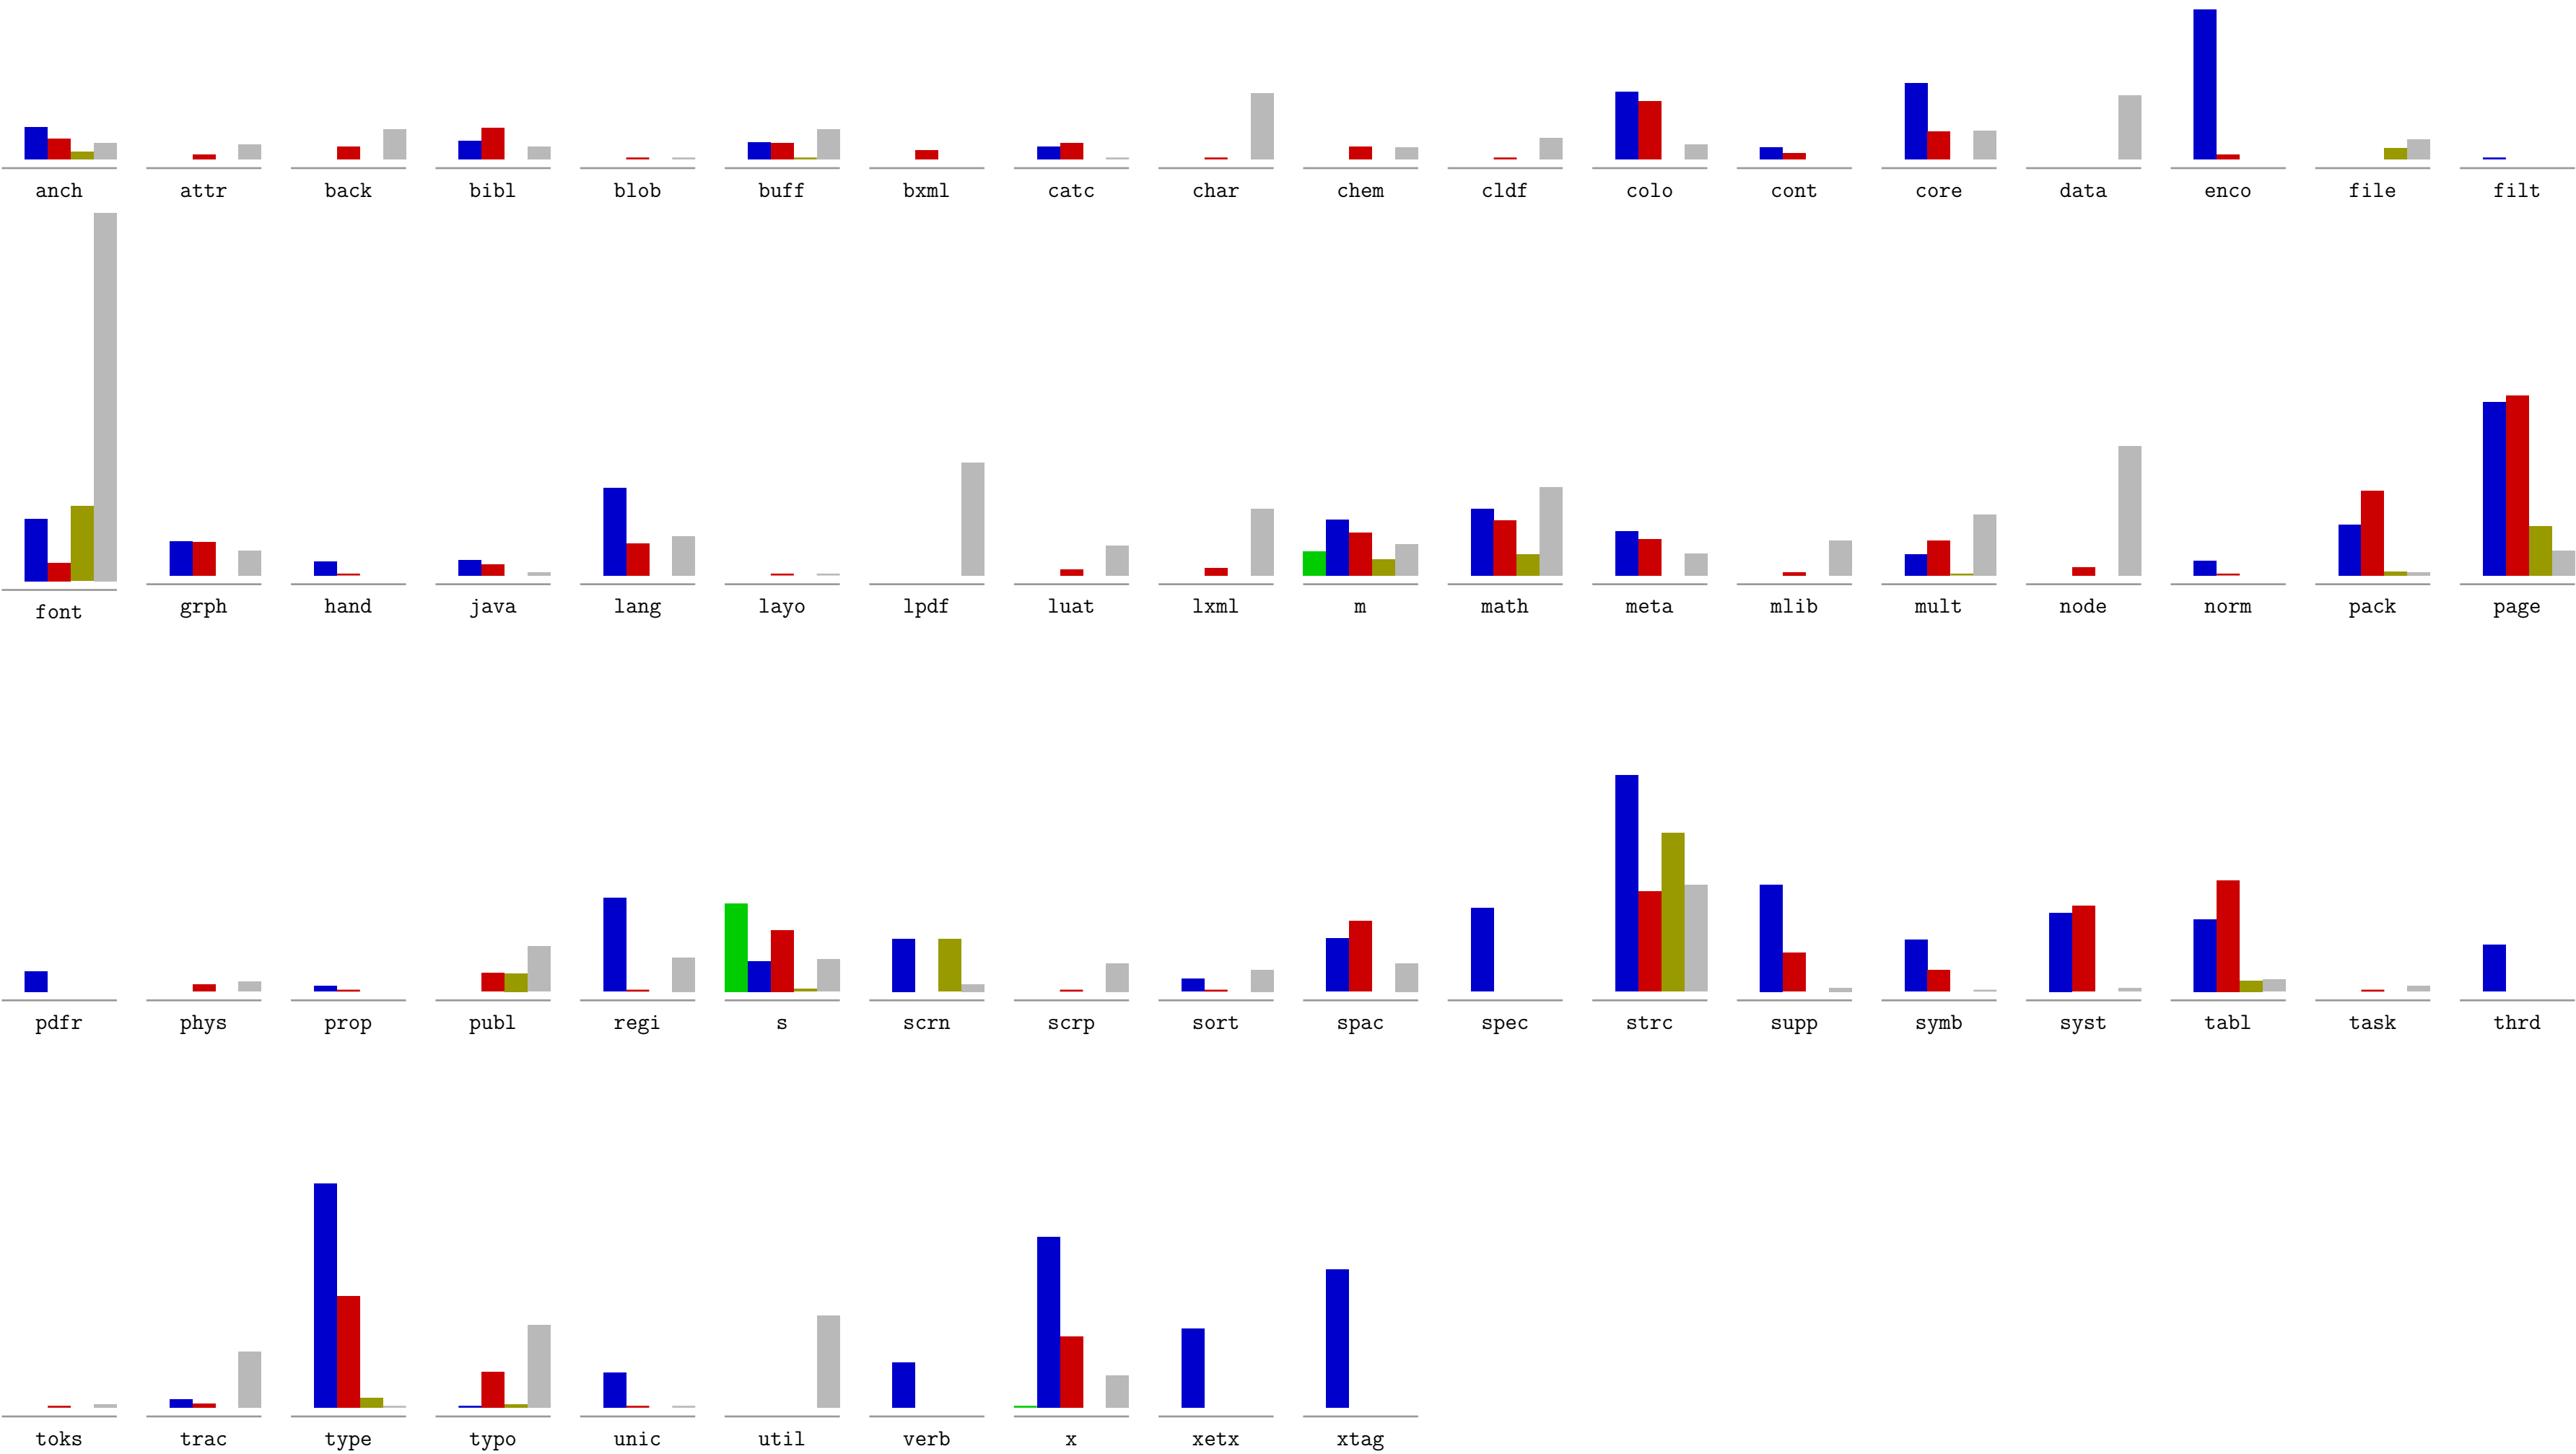 anch attr back bibl blob buff bxml catc char chem cldf colo cont core data enco file filt
font grph hand java lang layo lpdf luat lxml m math meta mlib mult node norm pack page
pdfr phys prop publ regi s scrn scrp sort spac spec strc supp symb syst tabl task thrd
toks trac type typo unic util verb x xetx xtag